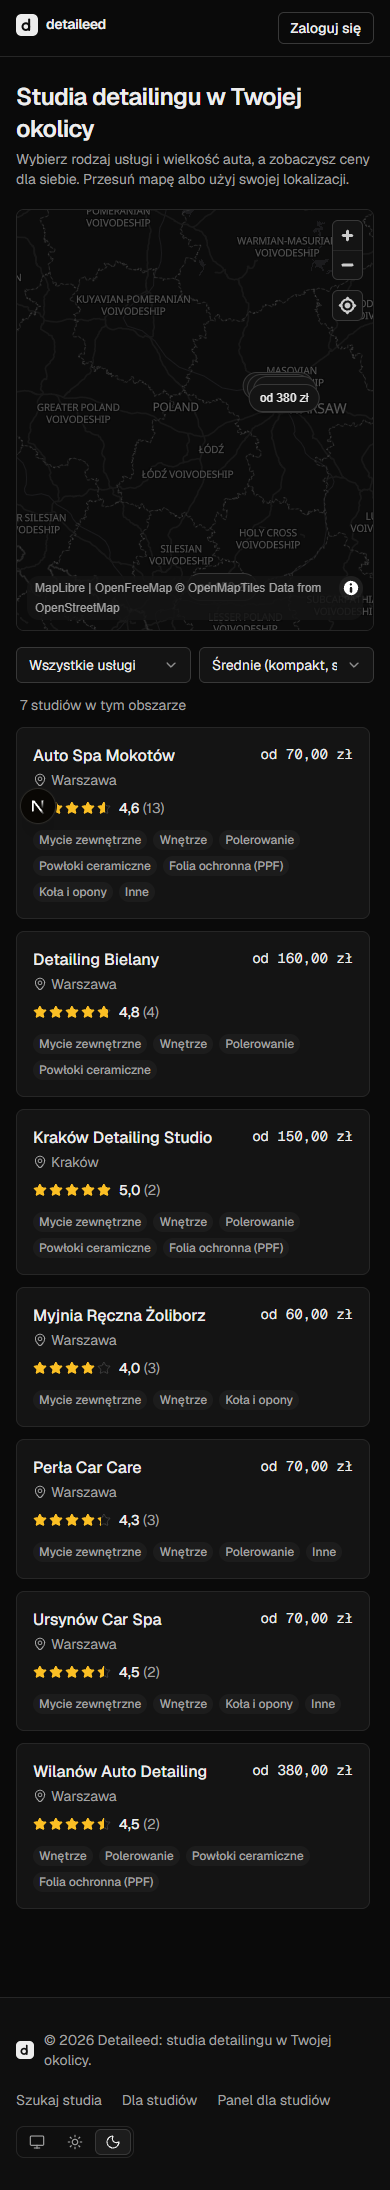 detaileed
Zaloguj się
Studia detailingu w Twojej
okolicy
Wybierz rodzaj usługi i wielkość auta, a zobaczysz ceny
dla siebie. Przesuń mapę albo użyj swojej lokalizacji.
POMERANIAN
VOIVODESHIP
WARMIAN-MASURIAN
VOIVODESHIP
KUYAVIAN-POMERANIAN
VOIVODESHIP
MASOVIAN
od 380 zł
GREATER POLAND
VOIVODESHIP
POLAND
ŁÓDŹ
ŁÓDŹ VOIVODESHIP
HOLY CROSS
VOIVODESHIP
SILESIAN
VOIVODESHIP
MapLibre | OpenFreeMap © OpenMapTiles Data from
OpenStreetMap
Wszystkie usługi
Średnie (kompakt, s
7 studiów w tym obszarze
Auto Spa Mokotów
od 70,00 zł
Warszawa
4,6 (13)
Mycie zewnętrzne Wnętrze Polerowanie
Powłoki ceramiczne Folia ochronna (PPF)
Koła i opony Inne
Detailing Bielany
od 160,00 zł
Warszawa
4,8 (4)
Mycie zewnętrzne Wnętrze Polerowanie
Powłoki ceramiczne
Kraków Detailing Studio
od 150,00 zł
Kraków
5,0 (2)
Mycie zewnętrzne Wnętrze Polerowanie
Powłoki ceramiczne Folia ochronna (PPF)
Myjnia Ręczna Żoliborz
od 60,00 zł
Warszawa
4,0 (3)
Mycie zewnętrzne Wnętrze Koła i opony
Perła Car Care
od 70,00 zł
Warszawa
4,3 (3)
Mycie zewnętrzne Wnętrze Polerowanie Inne
Ursynów Car Spa
od 70,00 zł
Warszawa
4,5 (2)
Mycie zewnętrzne Wnętrze Koła i opony Inne
Wilanów Auto Detailing
od 380,00 zł
Warszawa
4,5 (2)
Wnętrze Polerowanie Powłoki ceramiczne
Folia ochronna (PPF)
© 2026 Detaileed: studia detailingu w Twojej
okolicy.
Szukaj studia Dla studiów Panel dla studiów